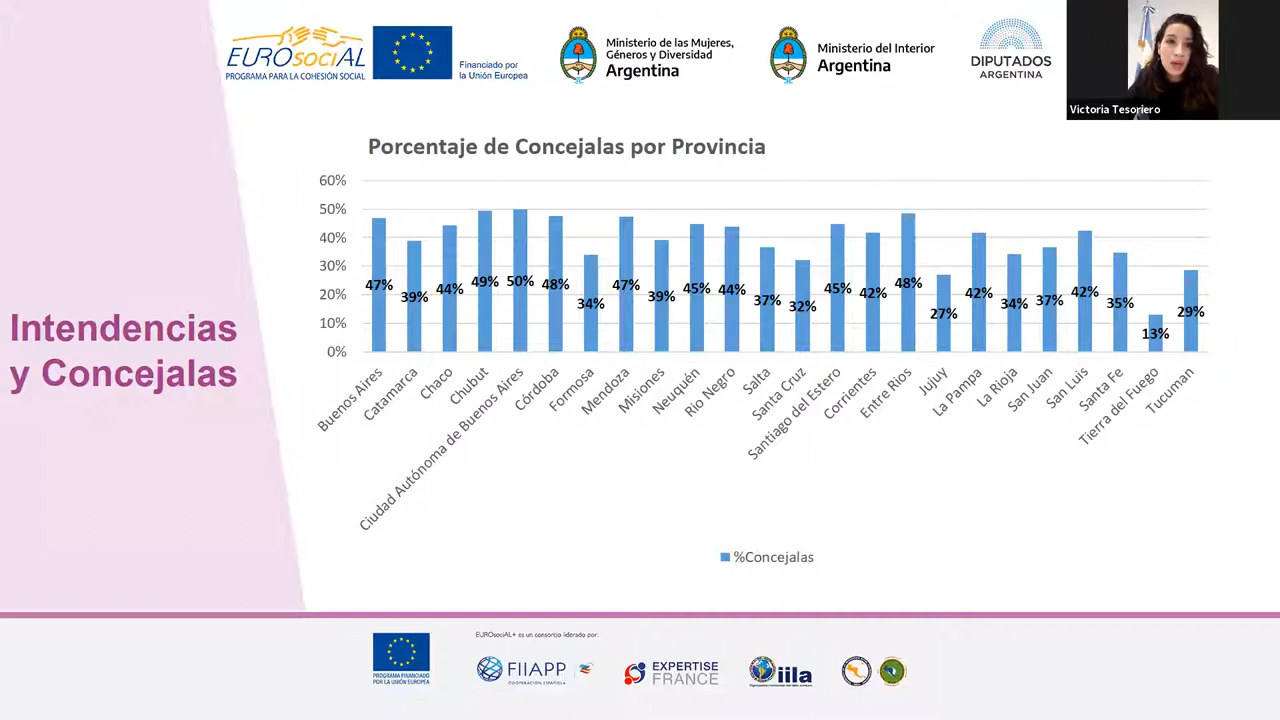 EUROsociAL
PROGRAMA PARA LA COHESIÓN SOCIAL
Financiado por
la Unión Europea
Ministerio de las Mujeres,
Géneros y Diversidad
Argentina
Ministerio del Interior
Argentina
DIPUTADOS
ARGENTINA
Victoria Tesoriero
Porcentaje de Concejalas por Provincia
Intendencias
y Concejalas
60%
50%
40%
30%
20%
10%
0%
47%
39%
44%
49%
50%
48%
34%
47%
39%
45%
44%
37%
32%
45%
42%
48%
27%
42%
34%
37%
42%
35%
13%
29%
Buenos Aires
Catamarca
Chaco
Chubut
Ciudad Autónoma de Buenos Aires
Córdoba
Formosa
Mendoza
Misiones
Neuquén
Rio Negro
Salta
Santa Cruz
Santiago del Estero
Corrientes
Entre Rios
Jujuy
La Pampa
La Rioja
San Juan
San Luis
Santa Fe
Tierra del Fuego
Tucuman
%Concejalas
EUROsociAL+ es un consorcio liderado por:
PROGRAMA FINANCIADO
POR LA UNIÓN EUROPEA
FIIAPP
COOPERACIÓN ESPAÑOLA
EXPERTISE
FRANCE
iila